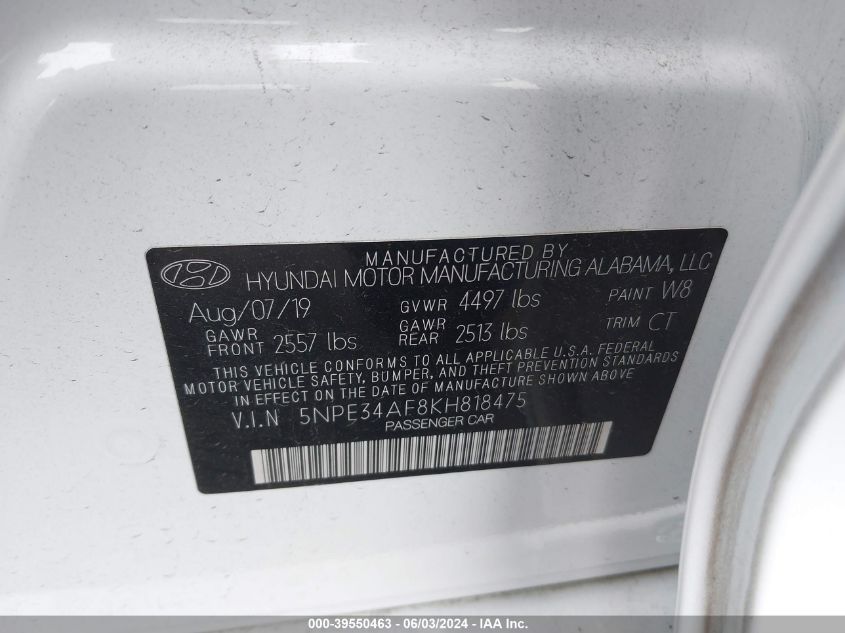 MANUFACTURED BY
HYUNDAI MOTOR MANUFACTURING ALABAMA, LLC
Aug/07/19 GVWR 4497 lbs PAINT W8
GAWR FRONT 2557 lbs GAWR REAR 2513 lbs TRIM CT
THIS VEHICLE CONFORMS TO ALL APPLICABLE U.S.A. FEDERAL
MOTOR VEHICLE SAFETY, BUMPER, AND THEFT PREVENTION STANDARDS
IN EFFECT ON THE DATE OF MANUFACTURE SHOWN ABOVE.
V.I.N 5NPE34AF8KH818475
PASSENGER CAR
000-39550463 - 06/03/2024 - IAA Inc.